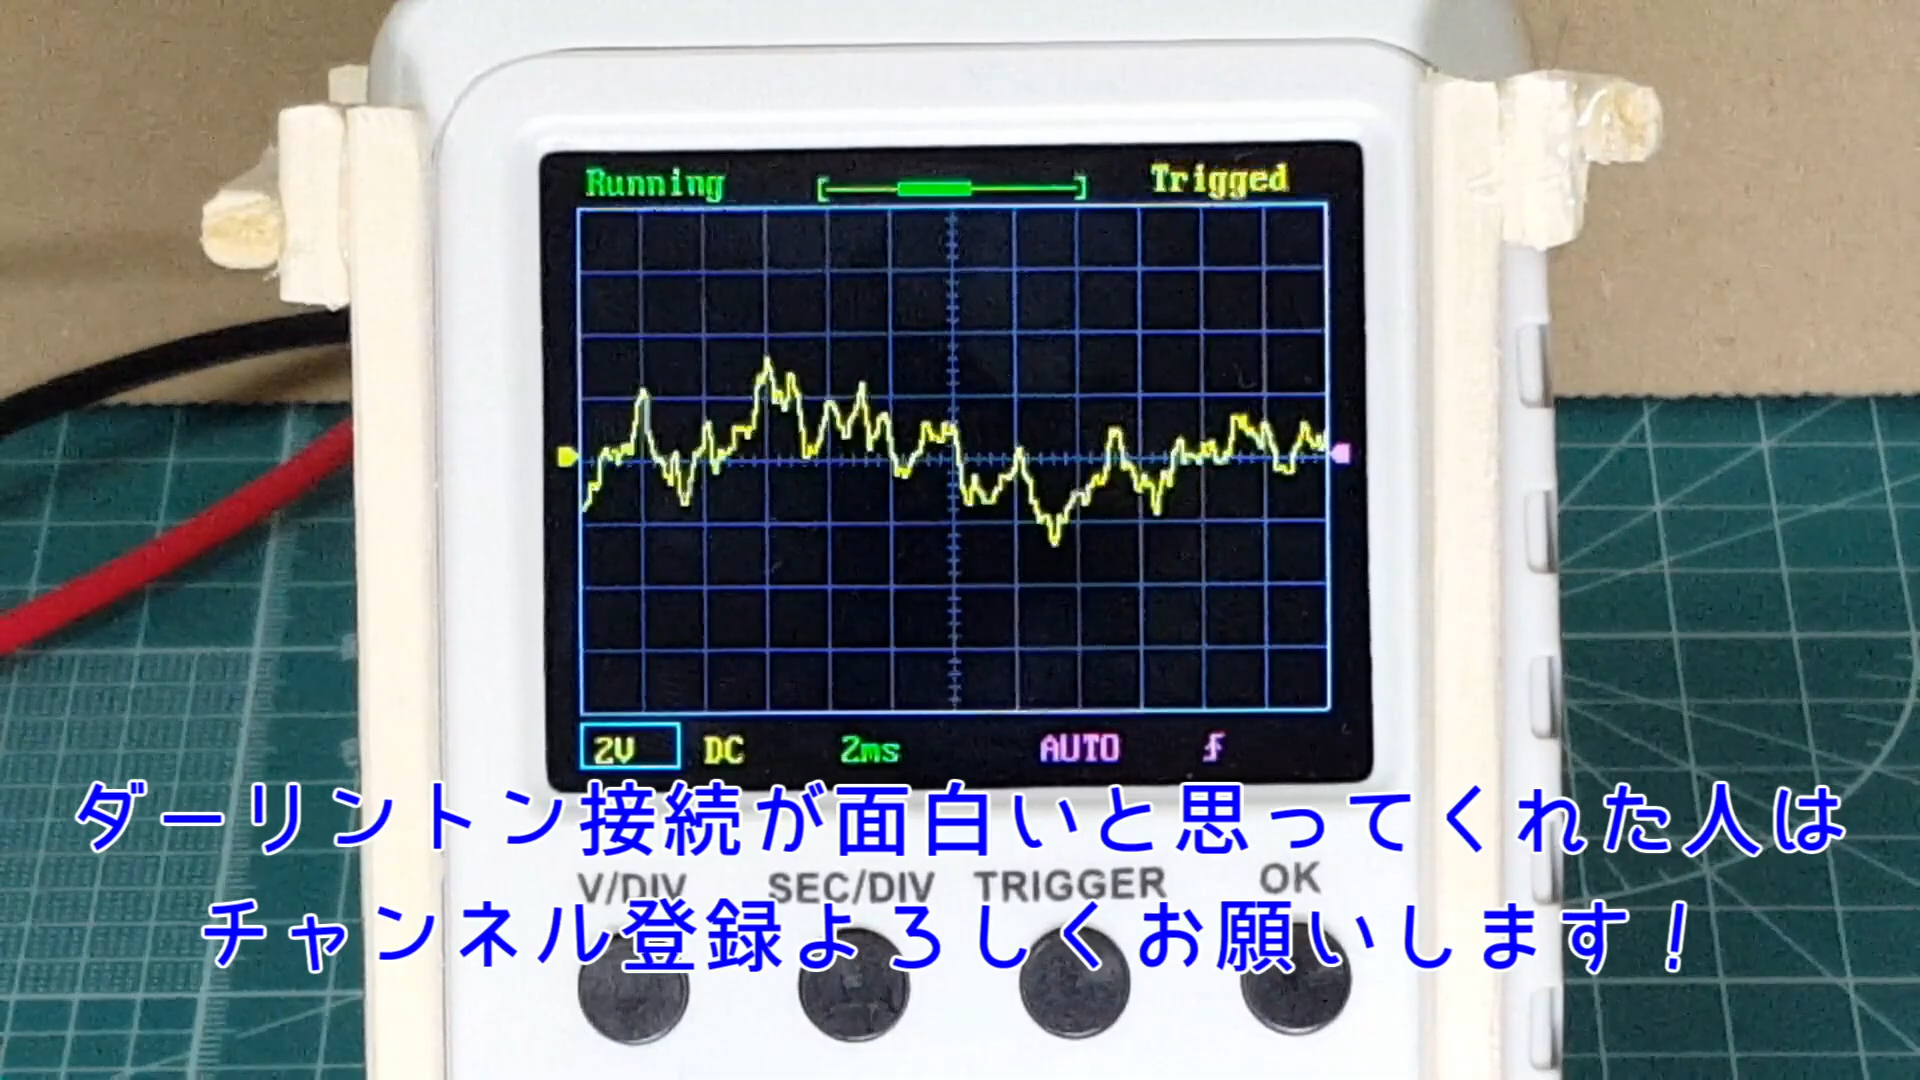 Running Trigged
2V DC 2ms AUTO
ダーリントン接続が面白いと思ってくれた人は
V/DIV SEC/DIV TRIGGER OK
チャンネル登録よろしくお願いします!